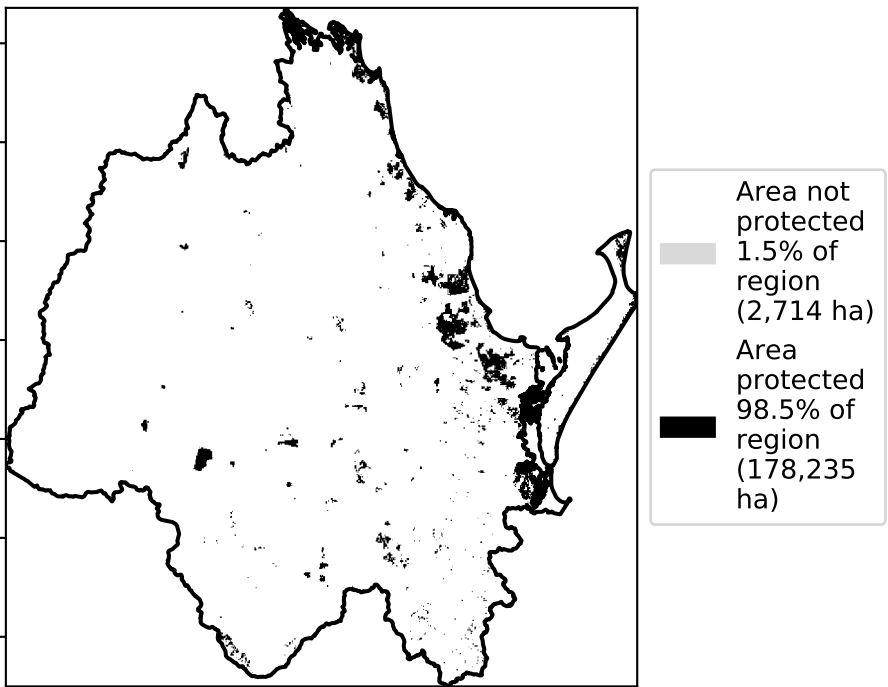 Area not
protected
1.5% of
region
(2,714 ha)
Area
protected
98.5% of
region
(178,235
ha)